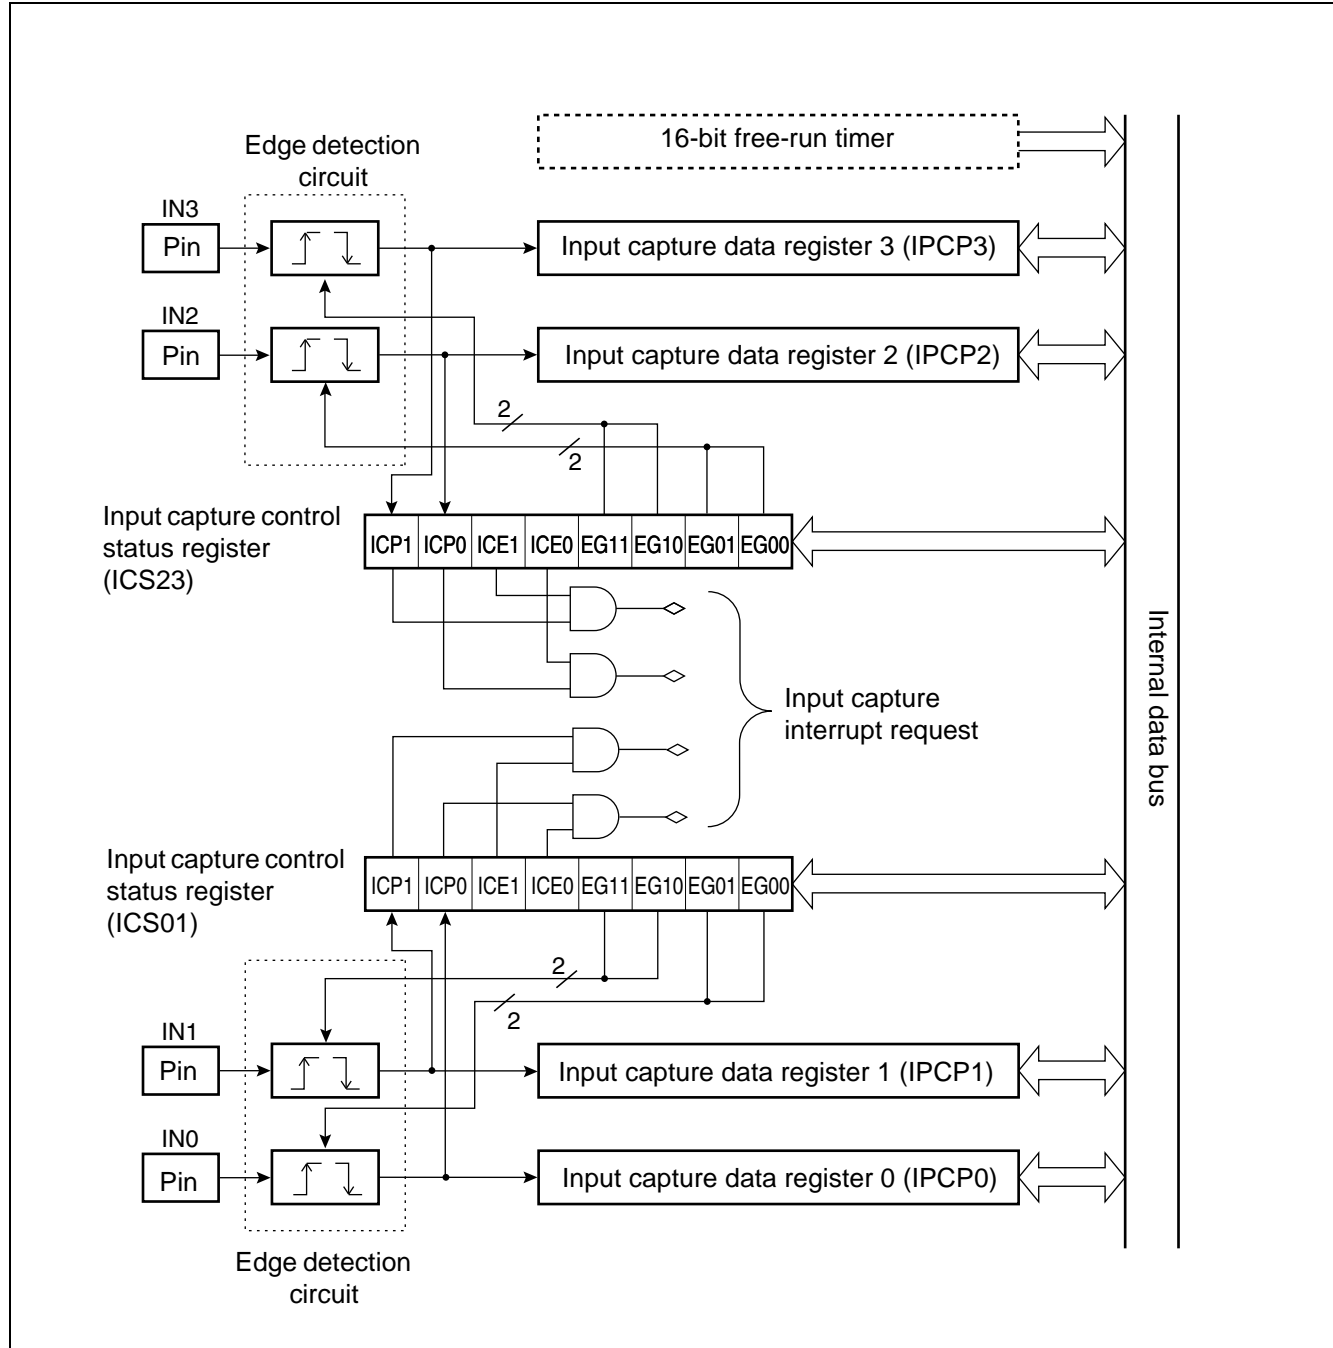 16-bit free-run timer
Edge detection
circuit
IN3
Pin
Input capture data register 3 (IPCP3)
IN2
Pin
Input capture data register 2 (IPCP2)
2
2
Input capture control
status register
(ICS23)
ICP1 ICP0 ICE1 ICE0 EG11 EG10 EG01 EG00
Input capture
interrupt request
Internal data bus
Input capture control
status register
(ICS01)
ICP1 ICP0 ICE1 ICE0 EG11 EG10 EG01 EG00
2
2
IN1
Pin
Input capture data register 1 (IPCP1)
IN0
Pin
Input capture data register 0 (IPCP0)
Edge detection
circuit